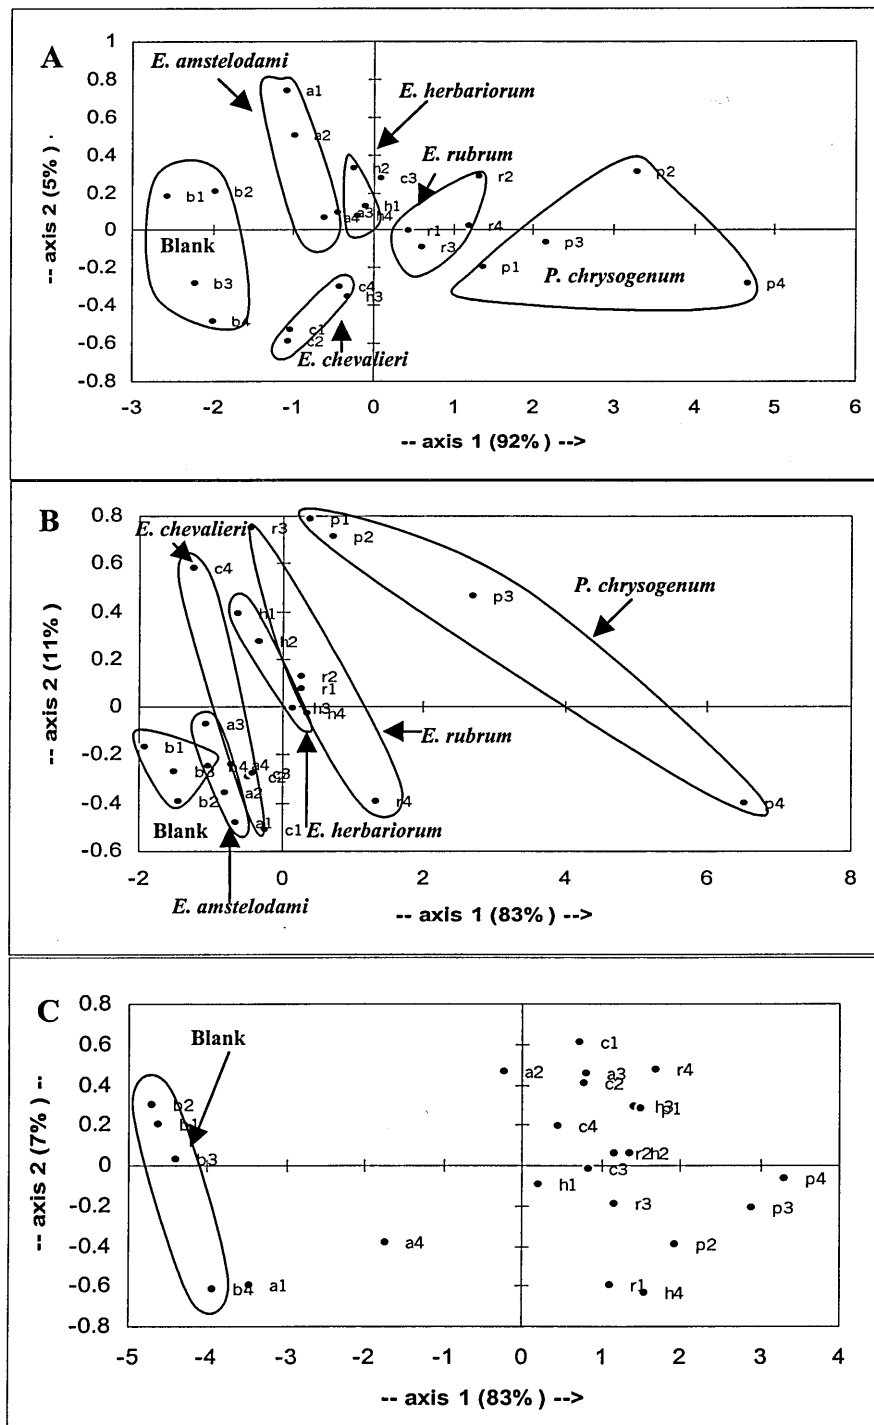 A
E. amstelodami
E. herbariorum
E. rubrum
P. chrysogenum
Blank
E. chevalieri
a1
a2
h2
c3
r2
p2
b1
b2
a4
a3
h1
h4
r1
r4
r3
p3
p1
p4
b3
b4
c4
h3
c1
c2
1
0.8
0.4
0.2
0
-0.2
-0.4
-0.6
-0.8
-3
-2
-1
0
1
2
3
4
5
6
-- axis 2 (5%)
-- axis 1 (92%) -->
B
E. chevalieri
P. chrysogenum
E. rubrum
E. herbariorum
Blank
E. amstelodami
r3
p1
p2
c4
p3
h1
h2
r2
r1
h3
h4
a3
b1
b3
b4
a4
c3
c2
b2
a2
a1
c1
r4
p4
0.8
0.6
0.4
0.2
0
-0.2
-0.4
-0.6
-2
0
2
4
6
8
-- axis 2 (11%)
-- axis 1 (83%) -->
C
Blank
b2
b1
b3
b4
a1
a4
a2
c1
a3
c2
r4
h3
p1
c4
r2
h2
c3
h1
r3
p4
p3
p2
r1
h4
0.8
0.6
0.4
0.2
0
-0.2
-0.4
-0.6
-0.8
-5
-4
-3
-2
-1
0
1
2
3
4
-- axis 2 (7%) --
-- axis 1 (83%) -->